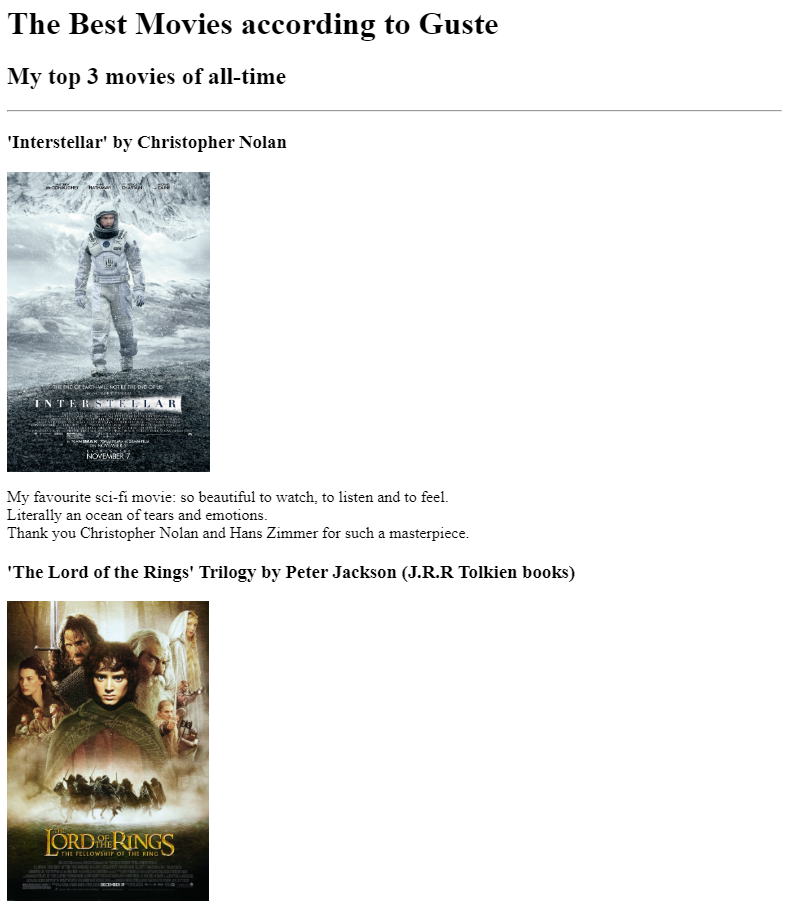 The Best Movies according to Guste
My top 3 movies of all-time
'Interstellar' by Christopher Nolan
McCONAUGHEY HATHAWAY CHASTAIN CAINE
THE END OF EARTH WILL NOT BE THE END OF US
INTERSTELLAR
NOVEMBER 7
My favourite sci-fi movie: so beautiful to watch, to listen and to feel.
Literally an ocean of tears and emotions.
Thank you Christopher Nolan and Hans Zimmer for such a masterpiece.
'The Lord of the Rings' Trilogy by Peter Jackson (J.R.R Tolkien books)
THE
LORD OF THE RINGS
THE FELLOWSHIP OF THE RING
DECEMBER 19